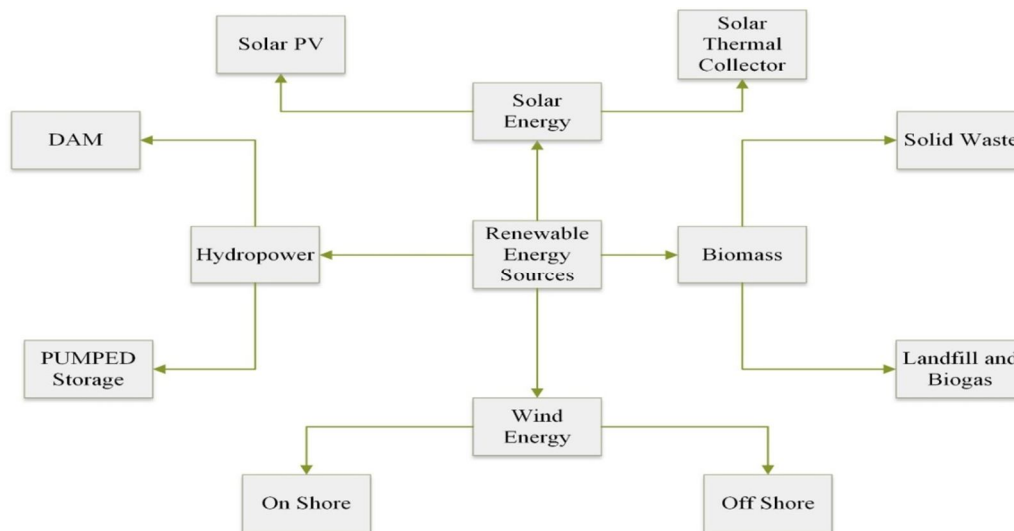 Solar PV
Solar
Thermal
Collector
Solar
Energy
DAM
Solid Waste
Hydropower
Renewable
Energy
Sources
Biomass
PUMPED
Storage
Landfill and
Biogas
Wind
Energy
On Shore
Off Shore